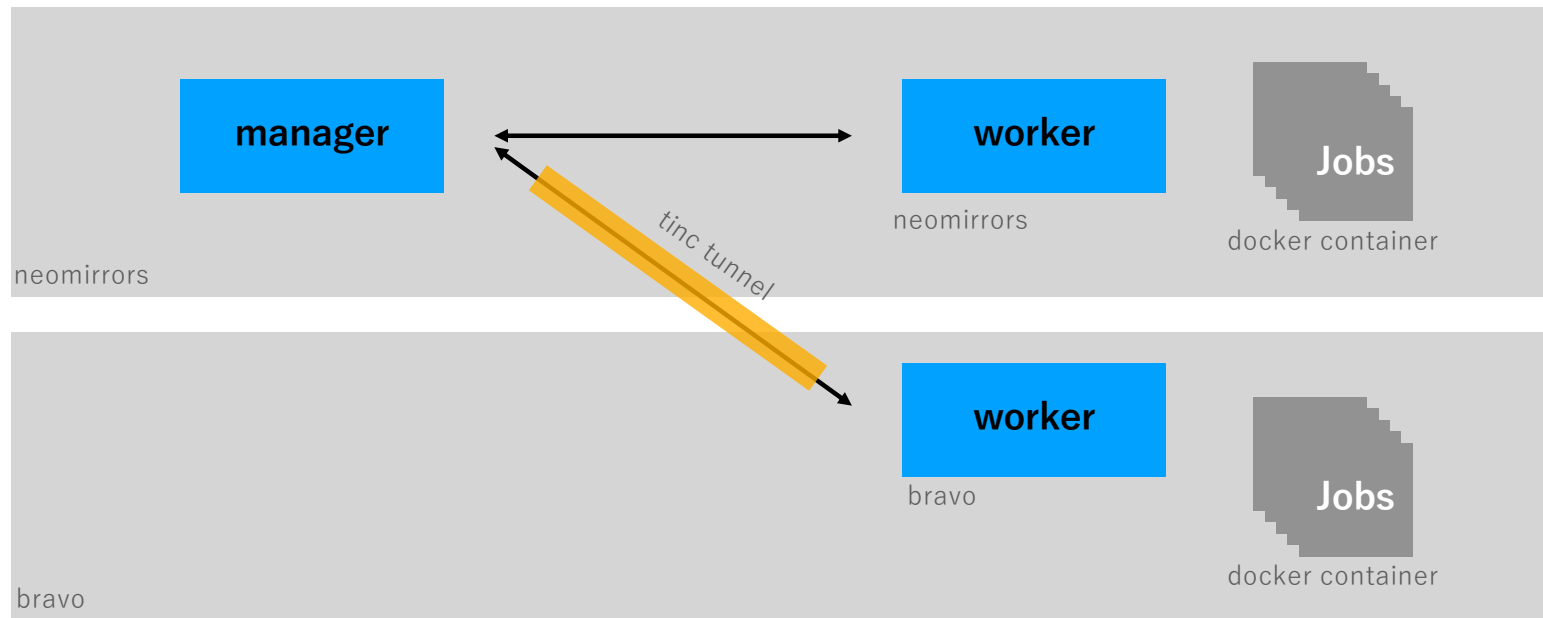 manager
worker
Jobs
neomirrors
docker container
tinc tunnel
neomirrors
worker
bravo
Jobs
docker container
bravo